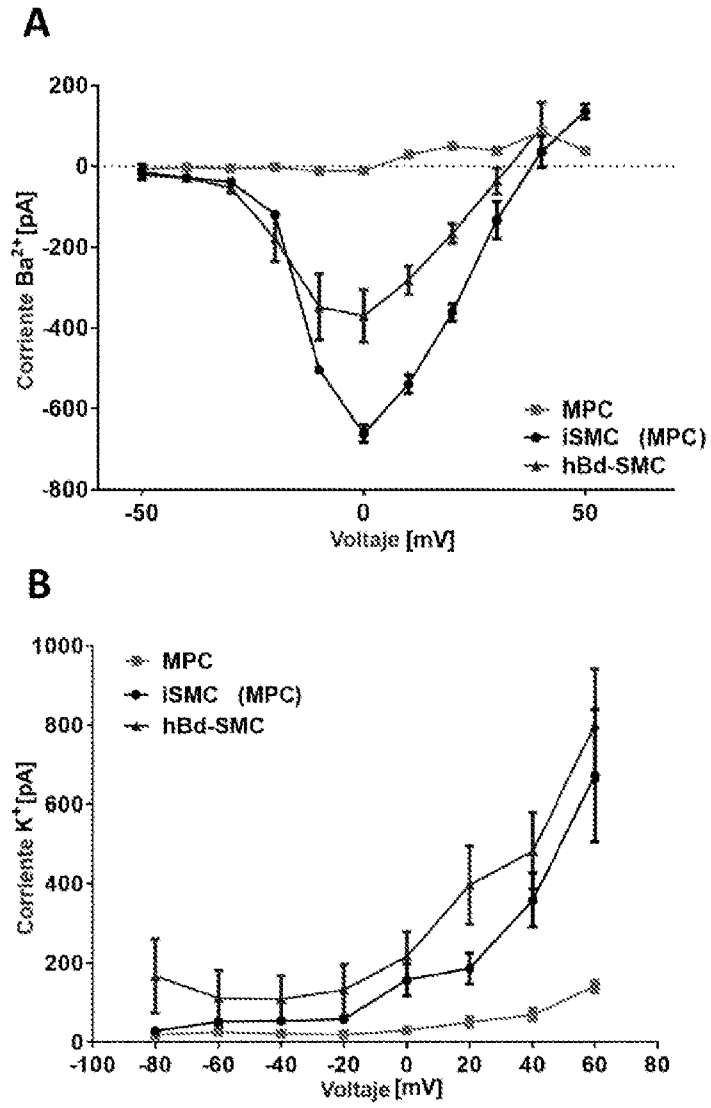 A
200
0
-200
-400
-600
-800
Corriente Ba²⁺[pA]
MPC
iSMC (MPC)
hBd-SMC
-50
0
50
Voltaje [mV]
B
1000
800
600
400
200
0
Corriente K⁺[pA]
MPC
iSMC (MPC)
hBd-SMC
-100
-80
-60
-40
-20
0
20
40
60
80
Voltaje [mV]